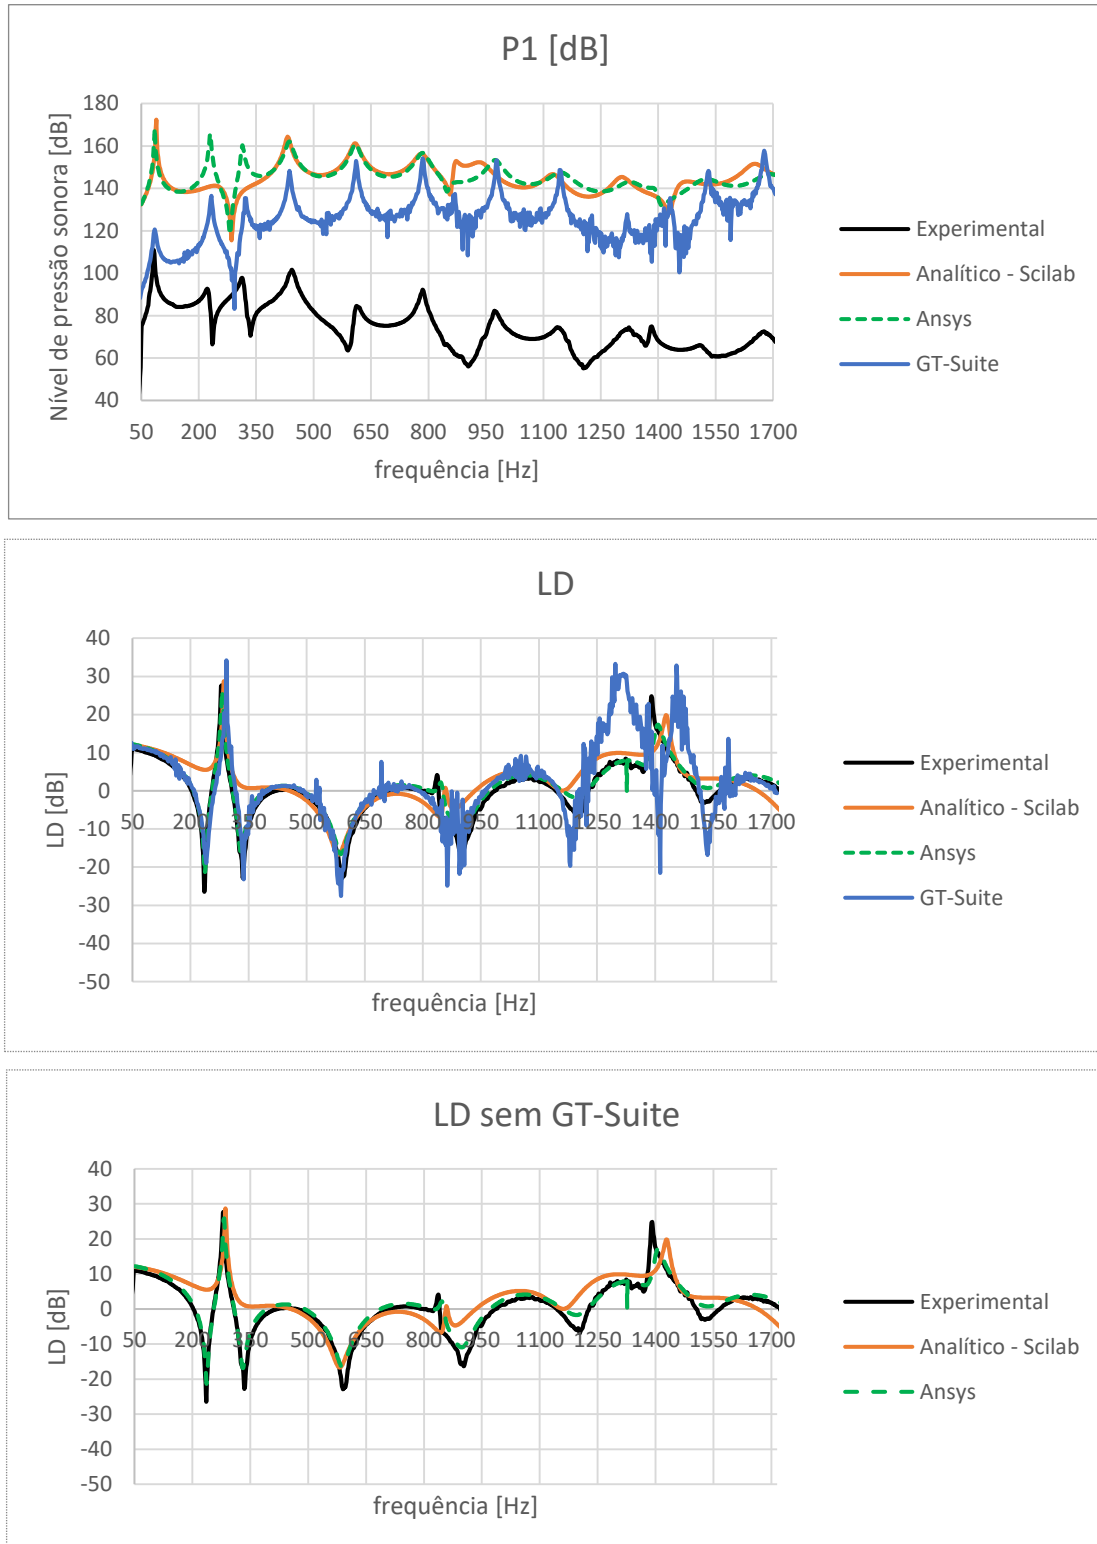 P1 [dB]
Nível de pressão sonora [dB]
180
160
140
120
100
80
60
40
50 200 350 500 650 800 950 1100 1250 1400 1550 1700
frequência [Hz]
Experimental
Analítico - Scilab
Ansys
GT-Suite
LD
LD [dB]
40
30
20
10
0
-10
-20
-30
-40
-50
50 200 350 500 650 800 950 1100 1250 1400 1550 1700
frequência [Hz]
Experimental
Analítico - Scilab
Ansys
GT-Suite
LD sem GT-Suite
LD [dB]
40
30
20
10
0
-10
-20
-30
-40
-50
50 200 350 500 650 800 950 1100 1250 1400 1550 1700
frequência [Hz]
Experimental
Analítico - Scilab
Ansys